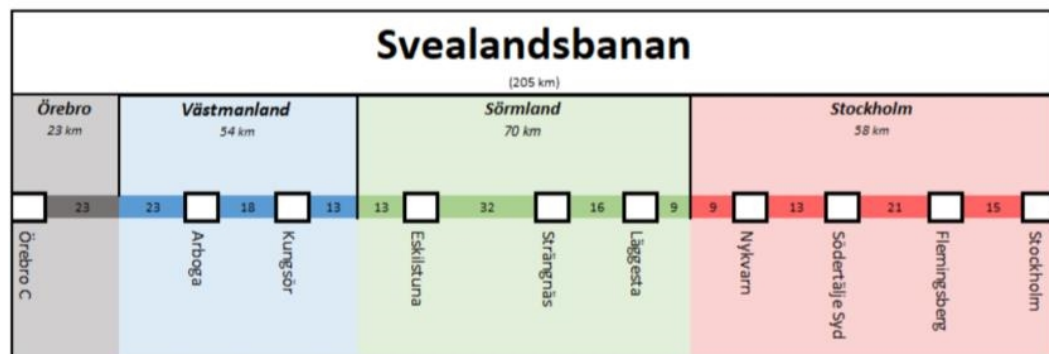 Svealandsbanan
(205 km)
Örebro Västmanland Sörmland Stockholm
23 km 54 km 70 km 58 km
23 23 18 13 13 32 16 9 9 13 21 15
Örebro C
Arboga
Kungsör
Eskilstuna
Strängnäs
Läggesta
Nykvarn
Södertälje Syd
Flemingsberg
Stockholm